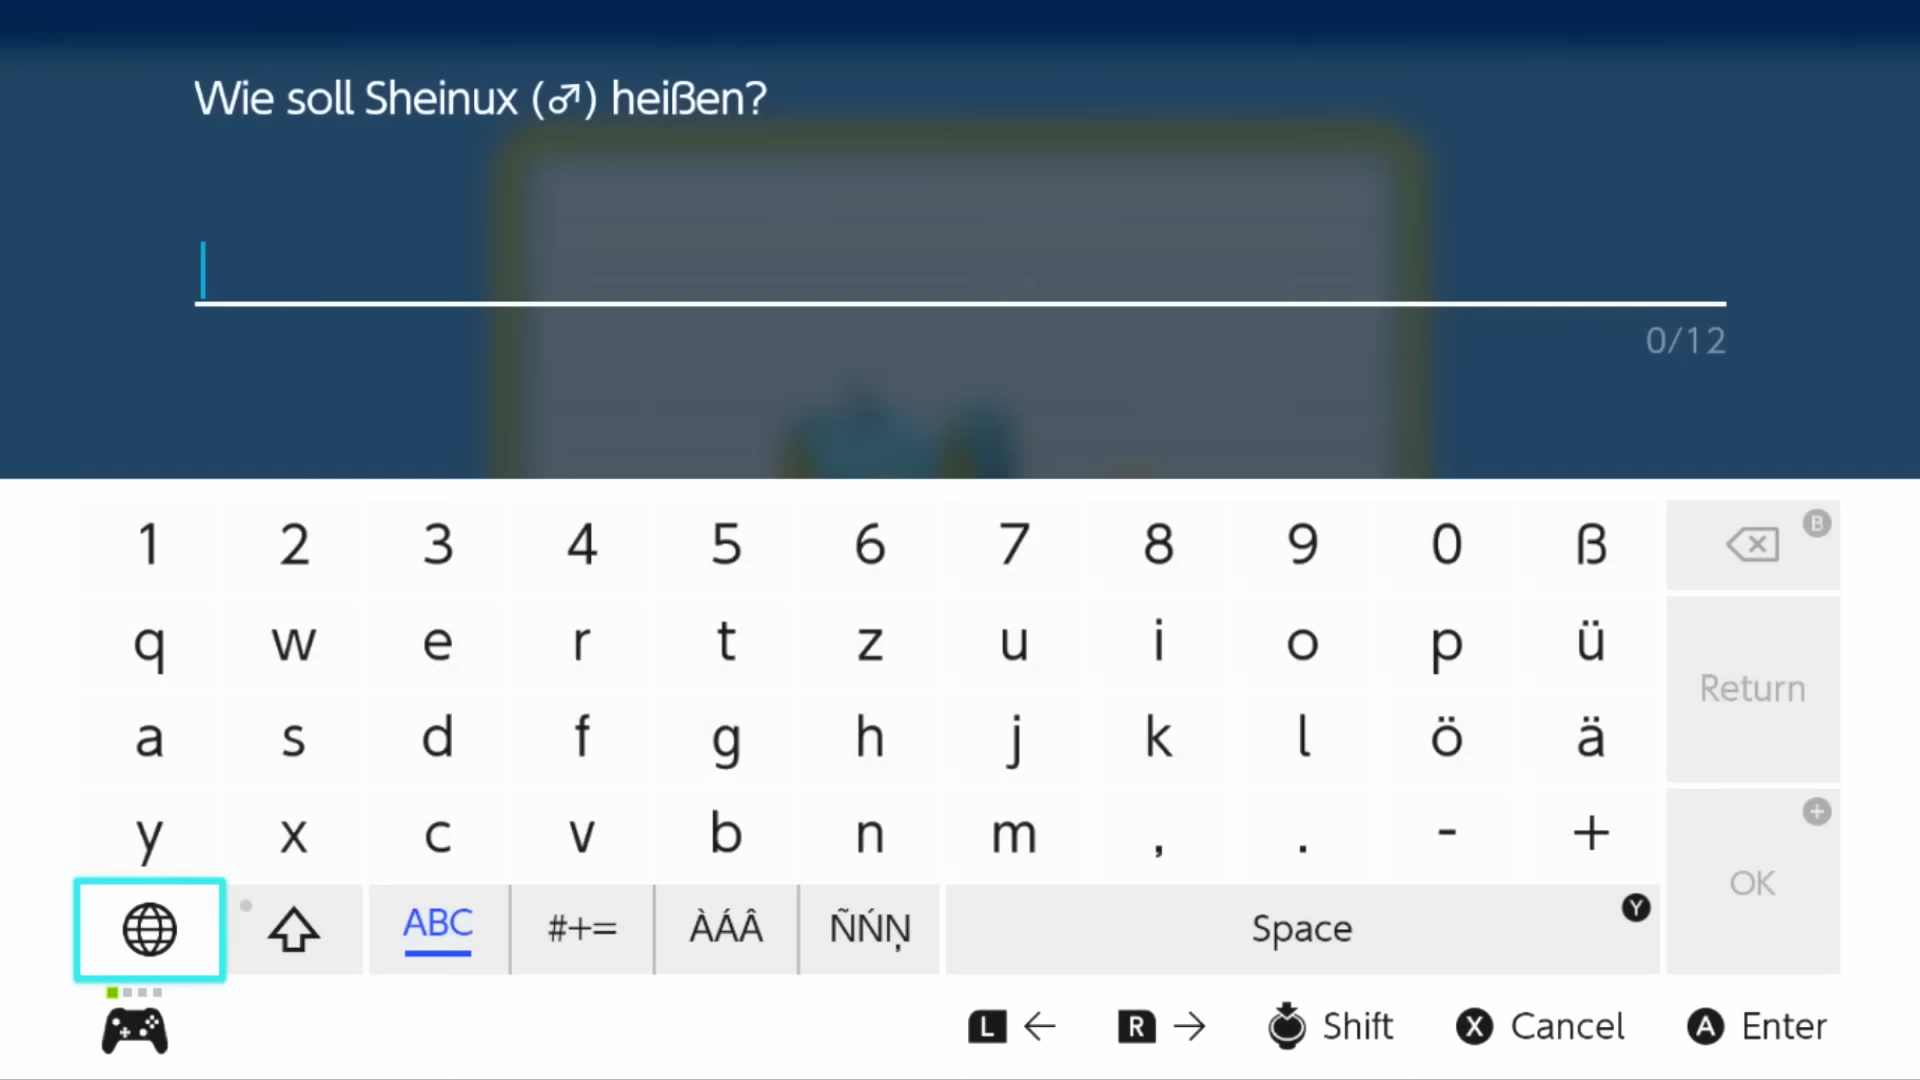 Wie soll Sheinux (♂) heißen?
0/12
1 2 3 4 5 6 7 8 9 0 ß B
q w e r t z u i o p ü Return
a s d f g h j k l ö ä
y x c v b n m , . - + OK
ABC #+= ÀÁÂ ÑŃŅ Space Y
L ← R → Shift X Cancel A Enter